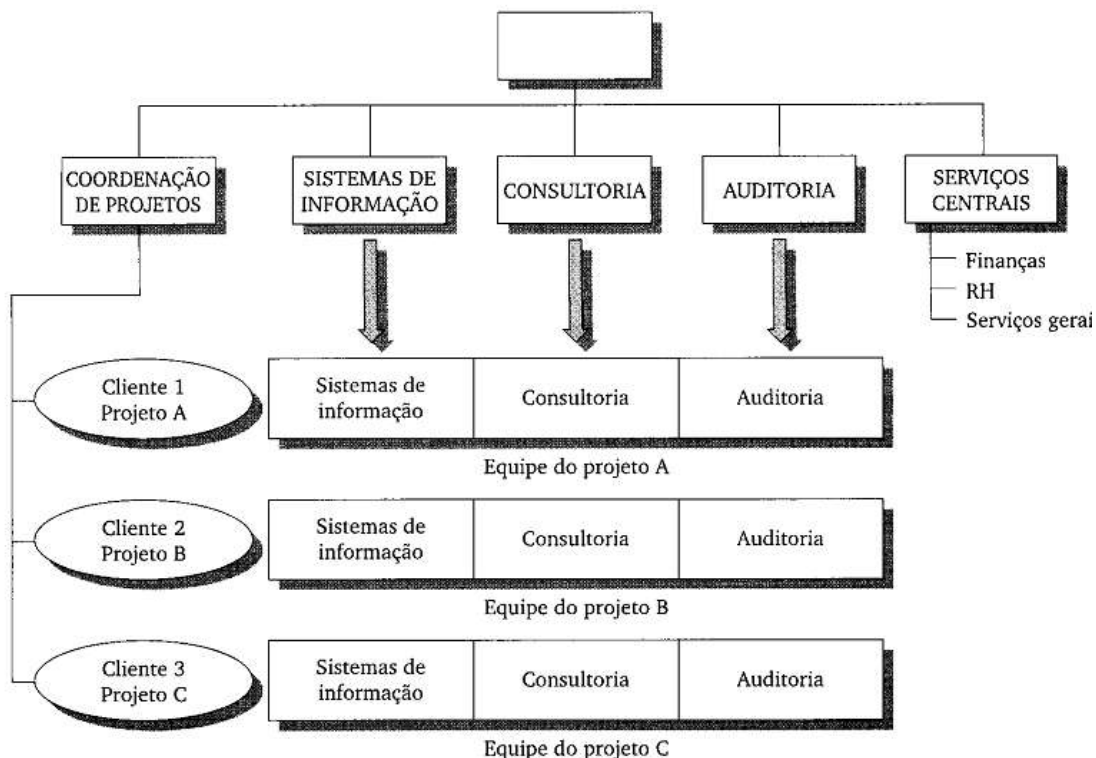 COORDENAÇÃO
DE PROJETOS
SISTEMAS DE
INFORMAÇÃO
CONSULTORIA
AUDITORIA
SERVIÇOS
CENTRAIS
Finanças
RH
Serviços gerai
Cliente 1
Projeto A
Sistemas de
informação
Consultoria
Auditoria
Equipe do projeto A
Cliente 2
Projeto B
Sistemas de
informação
Consultoria
Auditoria
Equipe do projeto B
Cliente 3
Projeto C
Sistemas de
informação
Consultoria
Auditoria
Equipe do projeto C